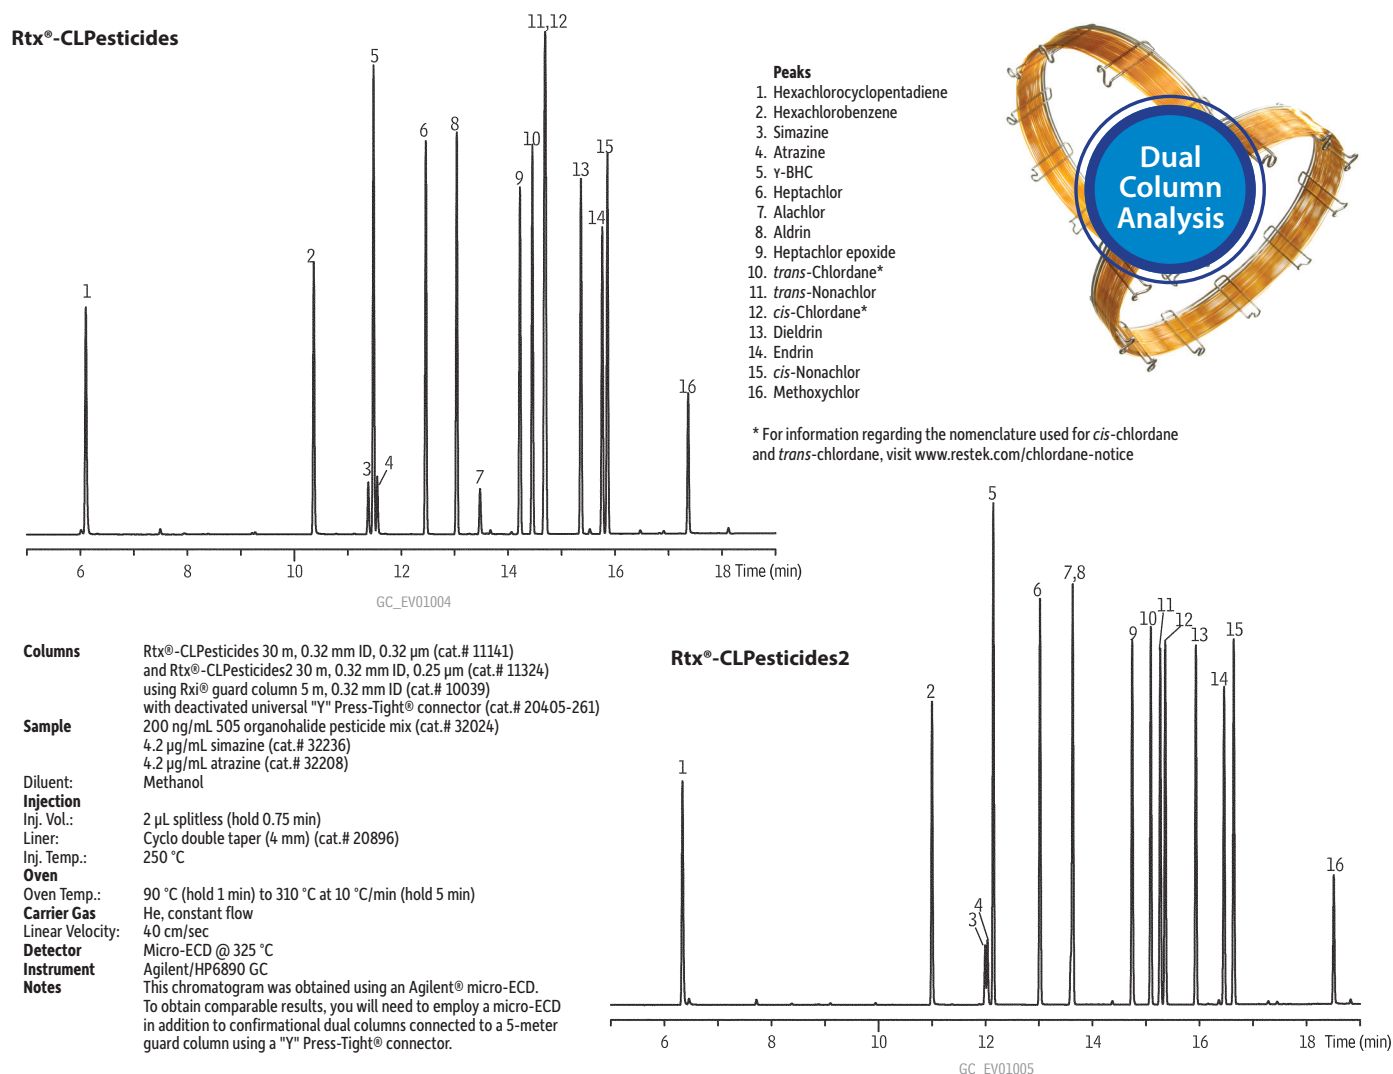 Rtx®-CLPesticides
11,12
5
6
8
10
15
9
13
14
2
1
16
3
4
7
6 8 10 12 14 16 18 Time (min)
GC_EV01004
Peaks
1. Hexachlorocyclopentadiene
2. Hexachlorobenzene
3. Simazine
4. Atrazine
5. γ-BHC
6. Heptachlor
7. Alachlor
8. Aldrin
9. Heptachlor epoxide
10. trans-Chlordane*
11. trans-Nonachlor
12. cis-Chlordane*
13. Dieldrin
14. Endrin
15. cis-Nonachlor
16. Methoxychlor
* For information regarding the nomenclature used for cis-chlordane
and trans-chlordane, visit www.restek.com/chlordane-notice
Dual
Column
Analysis
Columns Rtx®-CLPesticides 30 m, 0.32 mm ID, 0.32 µm (cat.# 11141)
and Rtx®-CLPesticides2 30 m, 0.32 mm ID, 0.25 µm (cat.# 11324)
using Rxi® guard column 5 m, 0.32 mm ID (cat.# 10039)
with deactivated universal "Y" Press-Tight® connector (cat.# 20405-261)
Sample 200 ng/mL 505 organohalide pesticide mix (cat.# 32024)
4.2 µg/mL simazine (cat.# 32236)
4.2 µg/mL atrazine (cat.# 32208)
Diluent: Methanol
Injection
Inj. Vol.: 2 µL splitless (hold 0.75 min)
Liner: Cyclo double taper (4 mm) (cat.# 20896)
Inj. Temp.: 250 °C
Oven
Oven Temp.: 90 °C (hold 1 min) to 310 °C at 10 °C/min (hold 5 min)
Carrier Gas He, constant flow
Linear Velocity: 40 cm/sec
Detector Micro-ECD @ 325 °C
Instrument Agilent/HP6890 GC
Notes This chromatogram was obtained using an Agilent® micro-ECD.
To obtain comparable results, you will need to employ a micro-ECD
in addition to confirmational dual columns connected to a 5-meter
guard column using a "Y" Press-Tight® connector.
Rtx®-CLPesticides2
5
6
7,8
11
10
12
9
13
15
14
2
1
16
4
3
6 8 10 12 14 16 18 Time (min)
GC_EV01005